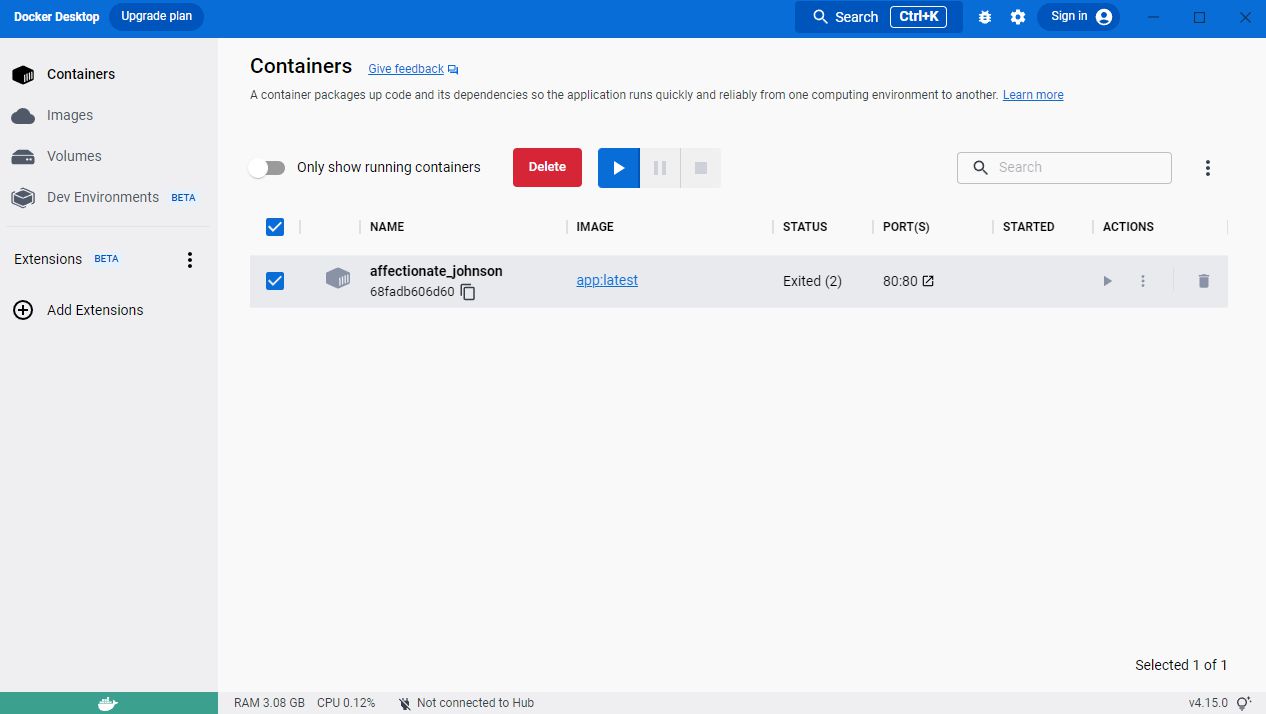 Docker Desktop Upgrade plan Search Ctrl+K Sign in
Containers
Images
Volumes
Dev Environments BETA
Extensions BETA
Add Extensions
Containers Give feedback
A container packages up code and its dependencies so the application runs quickly and reliably from one computing environment to another. Learn more
Only show running containers Delete Search
NAME IMAGE STATUS PORT(S) STARTED ACTIONS
affectionate_johnson
68fadb606d60 app:latest Exited (2) 80:80
Selected 1 of 1
RAM 3.08 GB CPU 0.12% Not connected to Hub v4.15.0